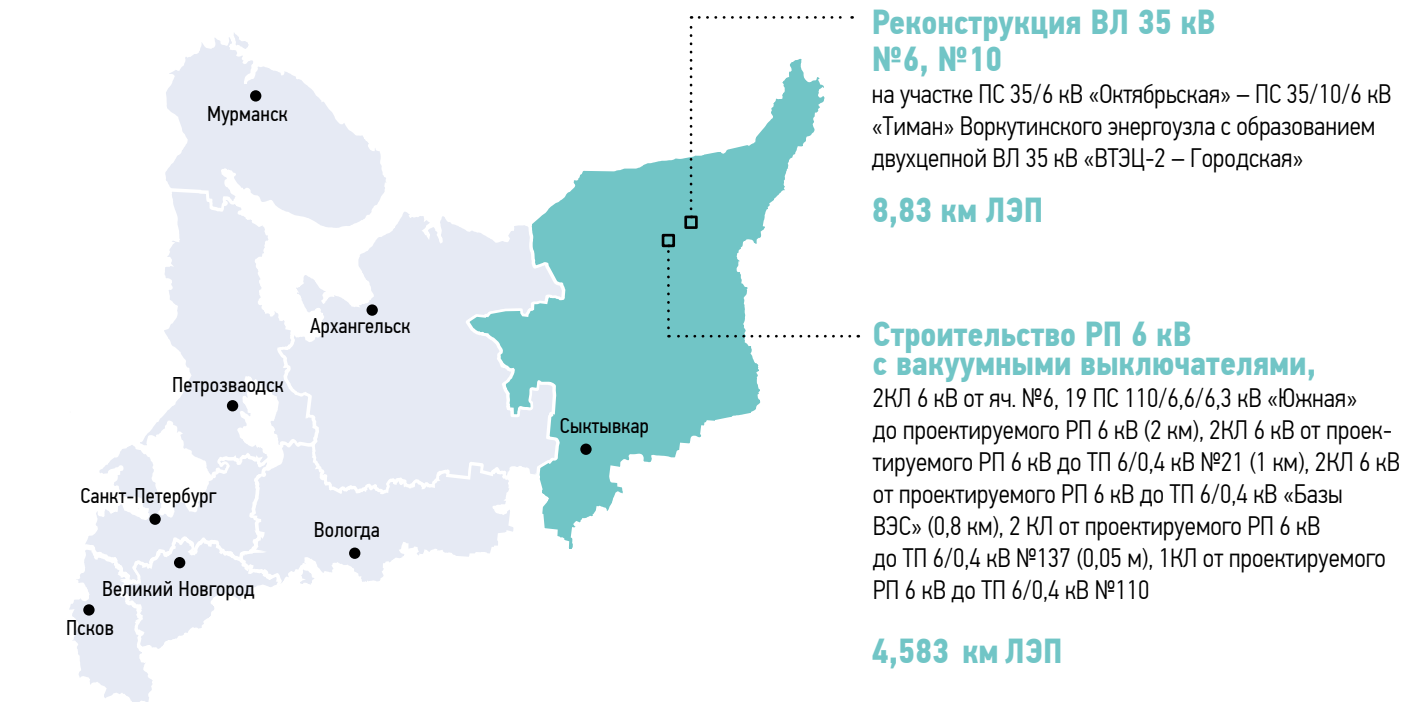 Реконструкция ВЛ 35 кВ
№6, №10
на участке ПС 35/6 кВ «Октябрьская» – ПС 35/10/6 кВ
«Тиман» Воркутинского энергоузла с образованием
двухцепной ВЛ 35 кВ «ВТЭЦ-2 – Городская»
8,83 км ЛЭП
Строительство РП 6 кВ
с вакуумными выключателями,
2КЛ 6 кВ от яч. №6, 19 ПС 110/6,6/6,3 кВ «Южная»
до проектируемого РП 6 кВ (2 км), 2КЛ 6 кВ от проек-
тируемого РП 6 кВ до ТП 6/0,4 кВ №21 (1 км), 2КЛ 6 кВ
от проектируемого РП 6 кВ до ТП 6/0,4 кВ «Базы
ВЭС» (0,8 км), 2 КЛ от проектируемого РП 6 кВ
до ТП 6/0,4 кВ №137 (0,05 м), 1КЛ от проектируемого
РП 6 кВ до ТП 6/0,4 кВ №110
4,583 км ЛЭП
Мурманск
Архангельск
Петрозваодск
Сыктывкар
Санкт-Петербург
Вологда
Великий Новгород
Псков